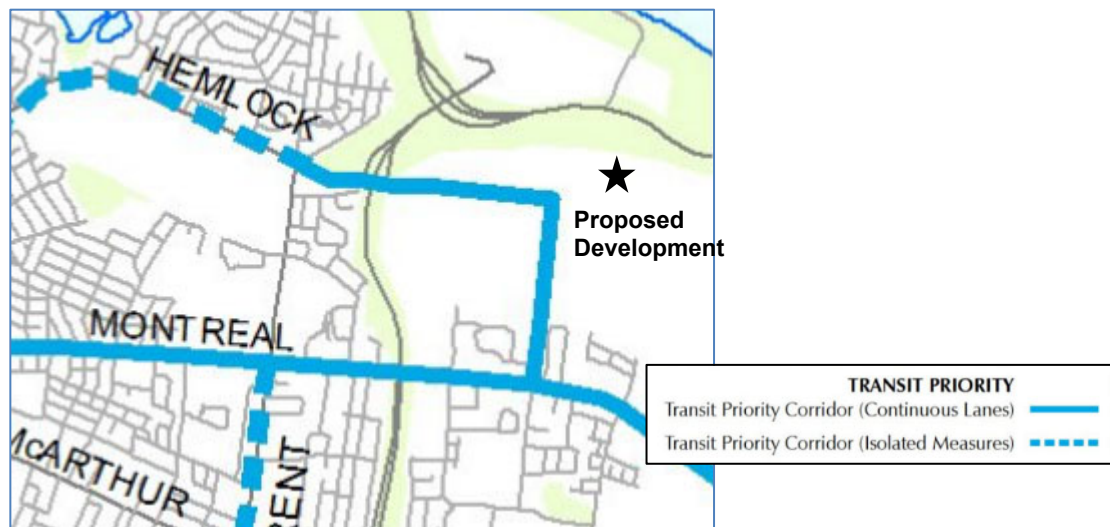 HEMLOCK
Proposed
Development
MONTREAL
McARTHUR
RENT
TRANSIT PRIORITY
Transit Priority Corridor (Continuous Lanes)
Transit Priority Corridor (Isolated Measures)